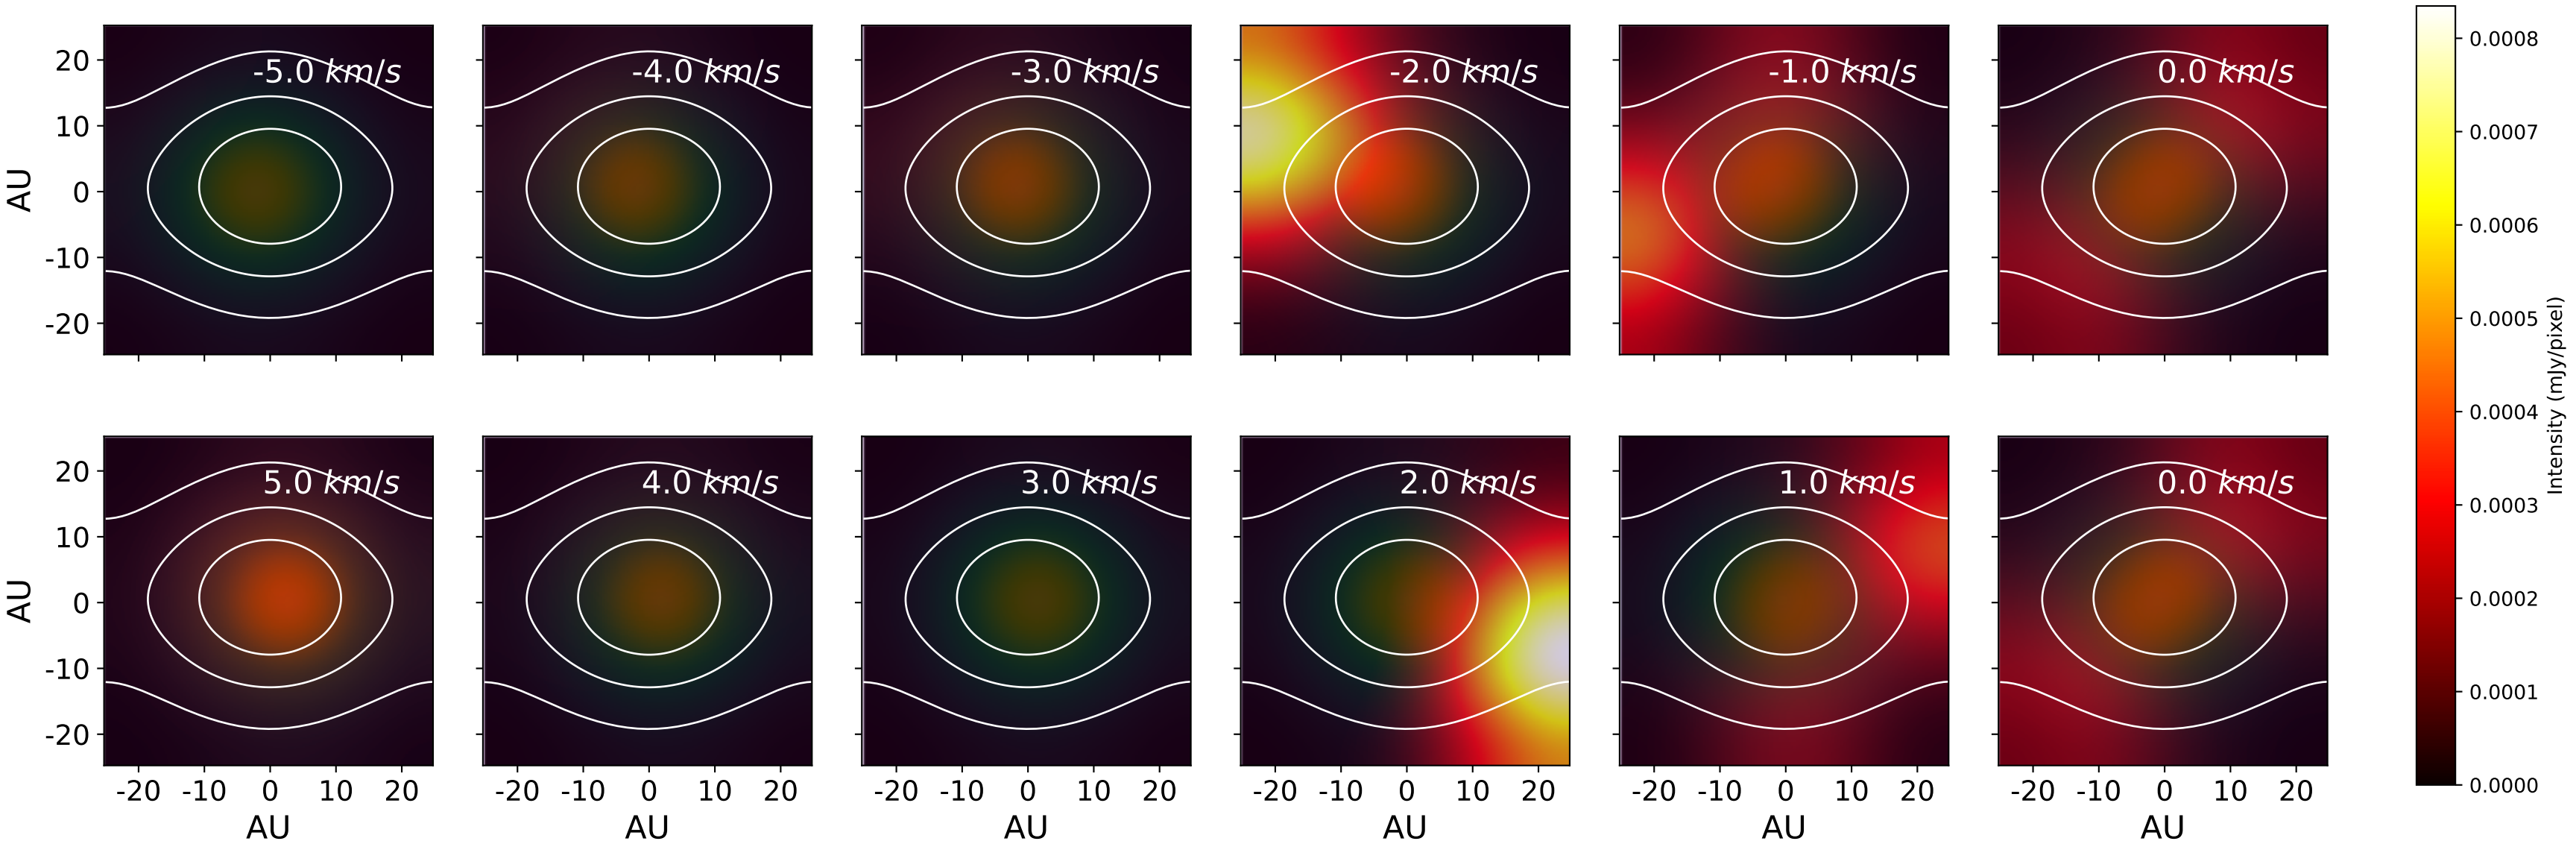 -5.0 km/s
-4.0 km/s
-3.0 km/s
-2.0 km/s
-1.0 km/s
0.0 km/s
20
10
0
-10
-20
AU
5.0 km/s
4.0 km/s
3.0 km/s
2.0 km/s
1.0 km/s
0.0 km/s
20
10
0
-10
-20
AU
-20 -10 0 10 20
-20 -10 0 10 20
-20 -10 0 10 20
-20 -10 0 10 20
-20 -10 0 10 20
-20 -10 0 10 20
AU
AU
AU
AU
AU
AU
0.0008
0.0007
0.0006
0.0005
0.0004
0.0003
0.0002
0.0001
0.0000
Intensity (mJy/pixel)